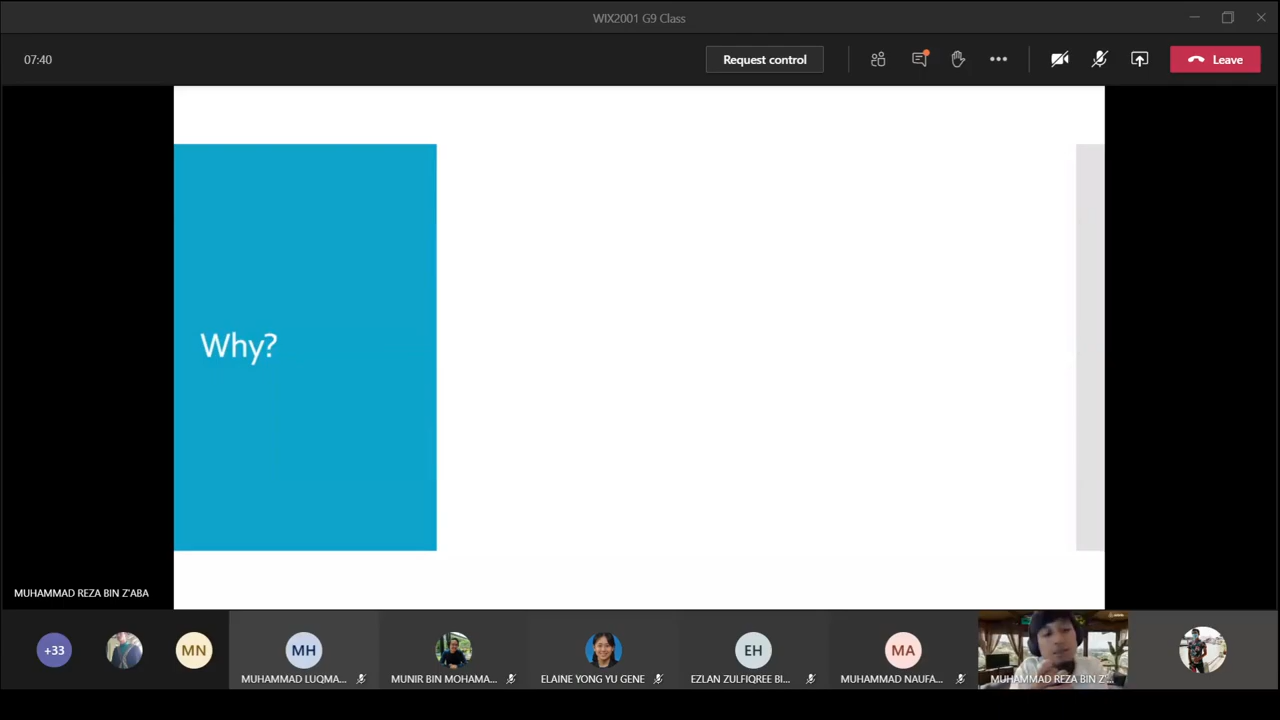 WIX2001 G9 Class
07:40
Request control
Leave
Why?
MUHAMMAD REZA BIN Z'ABA
+33
MN
MH
EH
MA
MUHAMMAD LUQMA...
MUNIR BIN MOHAMA...
ELAINE YONG YU GENE
EZLAN ZULFIQREE BI...
MUHAMMAD NAUFA...
MUHAMMAD REZA BIN Z'...